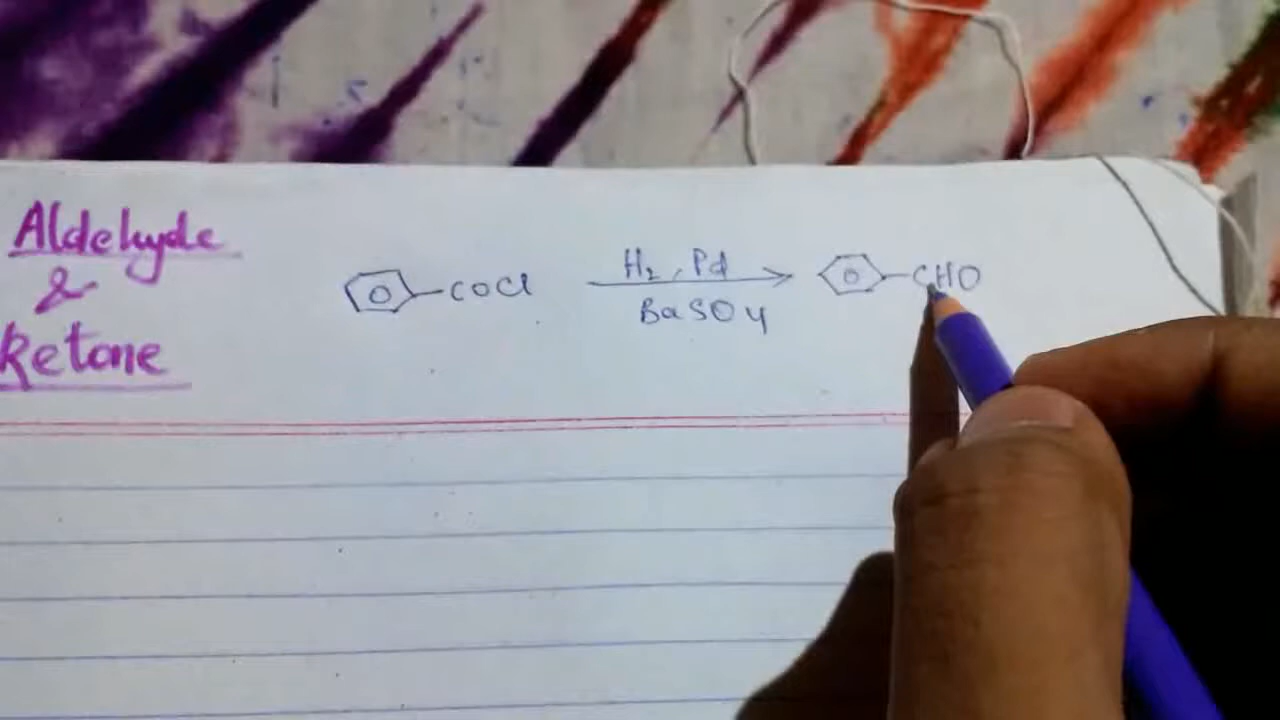 Aldehyde
&
Ketone
COCl
H₂, Pd
BaSO4
CHO